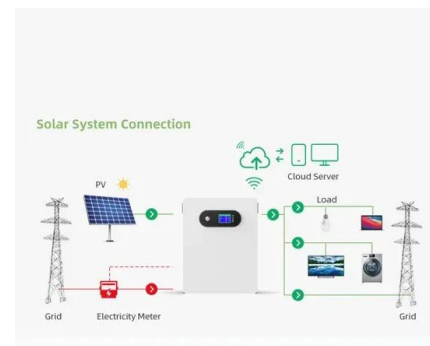 Solar System Connection
Cloud Server
PV
Load
Grid
Electricity Meter
Grid